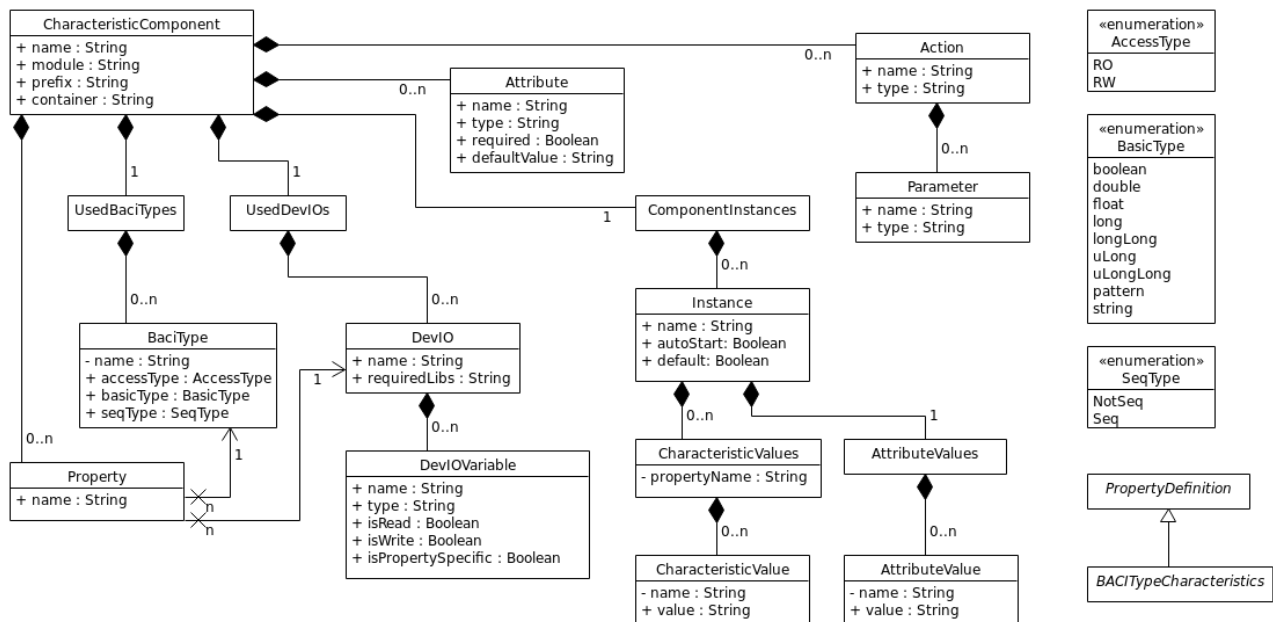 CharacteristicComponent
+ name : String
+ module : String
+ prefix : String
+ container : String
0..n
Action
+ name : String
+ type : String
0..n
Attribute
+ name : String
+ type : String
+ required : Boolean
+ defaultValue : String
0..n
Parameter
+ name : String
+ type : String
1
UsedBaciTypes
1
UsedDevIOs
1
ComponentInstances
0..n
0..n
0..n
BaciType
- name : String
+ accessType : AccessType
+ basicType : BasicType
+ seqType : SeqType
DevIO
+ name : String
+ requiredLibs : String
1
Instance
+ name : String
+ autoStart: Boolean
+ default: Boolean
0..n
1
0..n
0..n
1
Property
+ name : String
n
n
DevIOVariable
+ name : String
+ type : String
+ isRead : Boolean
+ isWrite : Boolean
+ isPropertySpecific : Boolean
CharacteristicValues
- propertyName : String
AttributeValues
0..n
0..n
CharacteristicValue
- name : String
+ value : String
AttributeValue
- name : String
+ value : String
«enumeration»
AccessType
RO
RW
«enumeration»
BasicType
boolean
double
float
long
longLong
uLong
uLongLong
pattern
string
«enumeration»
SeqType
NotSeq
Seq
PropertyDefinition
BACITypeCharacteristics